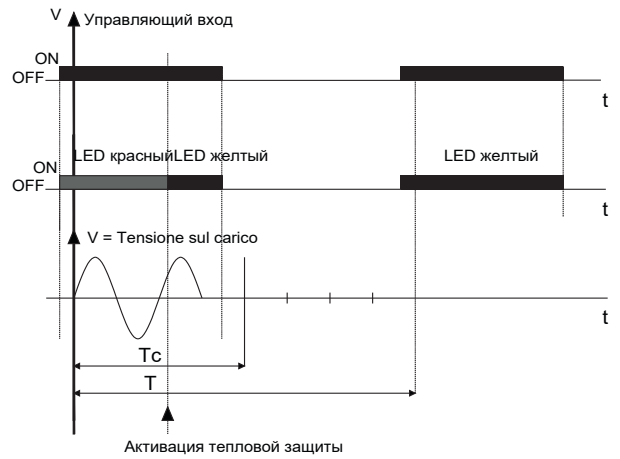 V
Управляющий вход
ON
OFF
t
LED красный LED желтый
LED желтый
ON
OFF
t
V = Tensione sul carico
t
Tc
T
Активация тепловой защиты